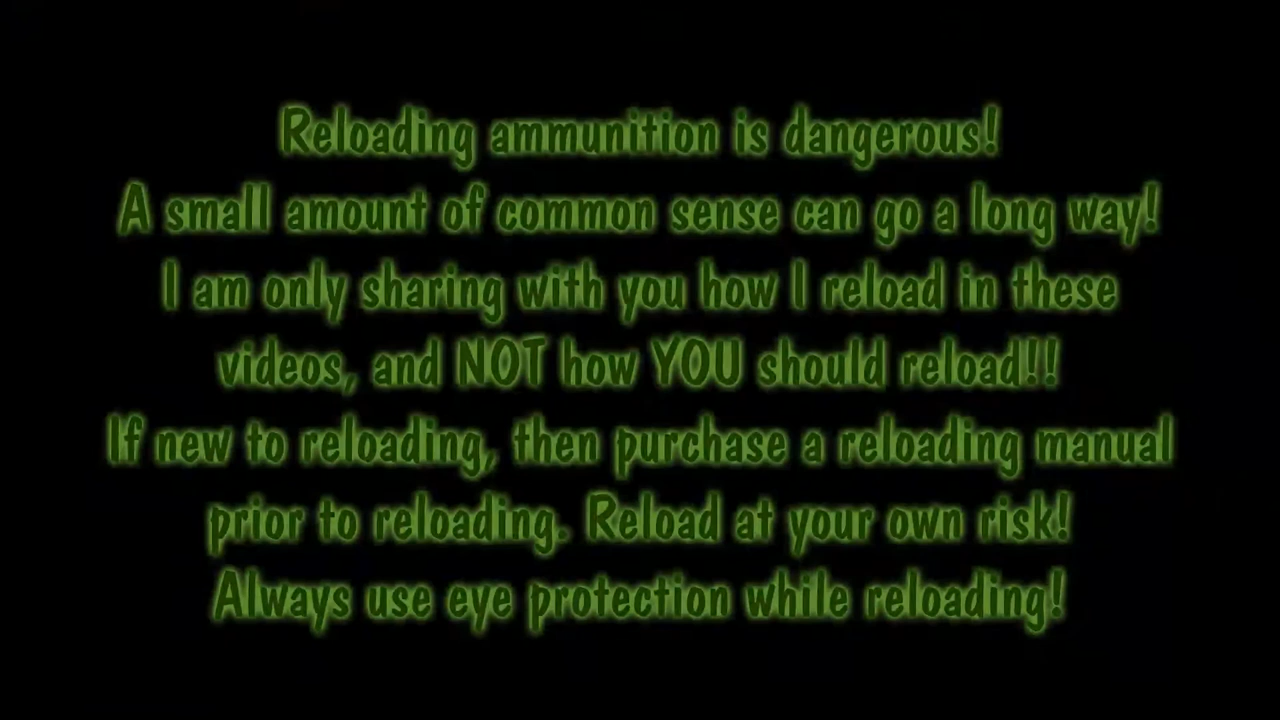 Reloading ammunition is dangerous!
A small amount of common sense can go a long way!
I am only sharing with you how I reload in these
videos, and NOT how YOU should reload!!
If new to reloading, then purchase a reloading manual
prior to reloading. Reload at your own risk!
Always use eye protection while reloading!